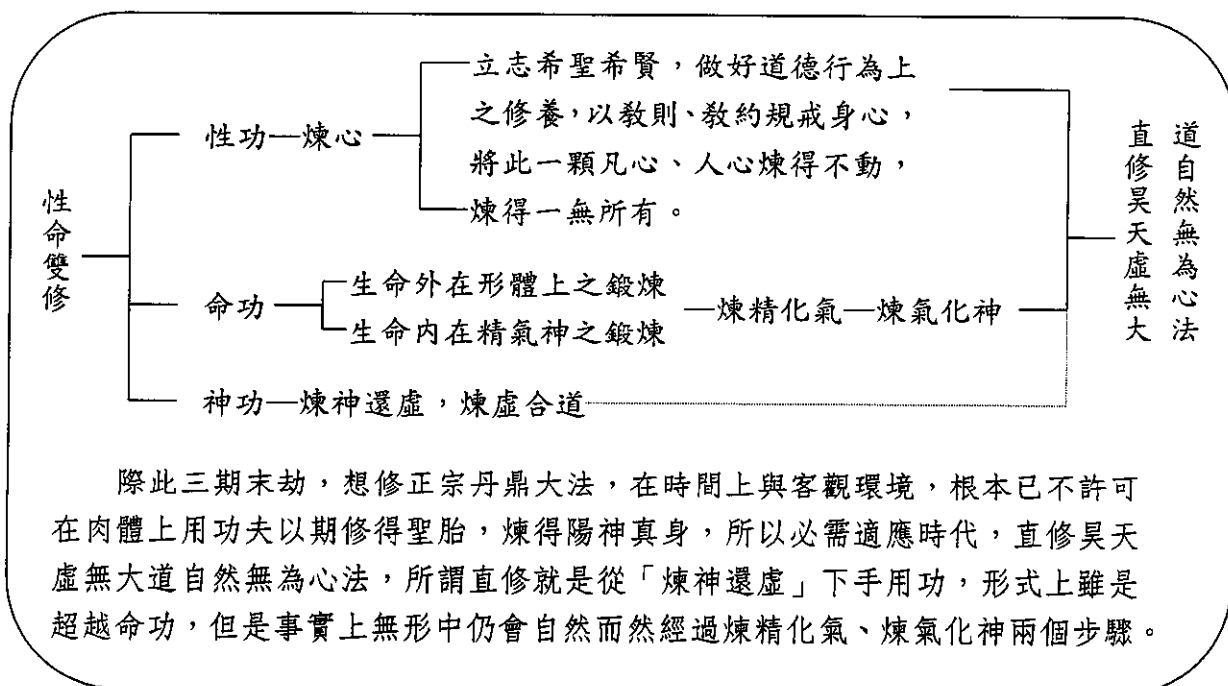 性命雙修
性功—煉心
立志希聖希賢，做好道德行為上
之修養，以教則、教約規戒身心，
將此一顆凡心、人心煉得不動，
煉得一無所有。
命功
生命外在形體上之鍛煉
生命內在精氣神之鍛煉
煉精化氣—煉氣化神
神功—煉神還虛，煉虛合道
直修昊天虛無大
道自然無為心法
際此三期末劫，想修正宗丹鼎大法，在時間上與客觀環境，根本已不許可
在肉體上用功夫以期修得聖胎，煉得陽神真身，所以必需適應時代，直修昊天
虛無大道自然無為心法，所謂直修就是從「煉神還虛」下手用功，形式上雖是
超越命功，但是事實上無形中仍會自然而然經過煉精化氣、煉氣化神兩個步驟。